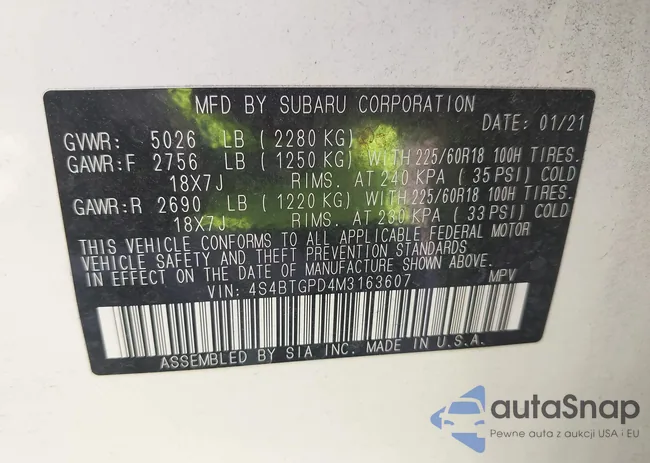 MFD BY SUBARU CORPORATION
DATE: 01/21
GVWR: 5026 LB (2280 KG)
GAWR:F 2756 LB (1250 KG) WITH 225/60R18 100H TIRES.
18X7J RIMS. AT 240 KPA (35 PSI) COLD
GAWR:R 2690 LB (1220 KG) WITH 225/60R18 100H TIRES.
18X7J RIMS. AT 230 KPA (33 PSI) COLD
THIS VEHICLE CONFORMS TO ALL APPLICABLE FEDERAL MOTOR
VEHICLE SAFETY AND THEFT PREVENTION STANDARDS
IN EFFECT ON THE DATE OF MANUFACTURE SHOWN ABOVE.
VIN: 4S4BTGPD4M3163607 MPV
ASSEMBLED BY SIA INC. MADE IN U.S.A.
autaSnap
Pewne auta z aukcji USA i EU